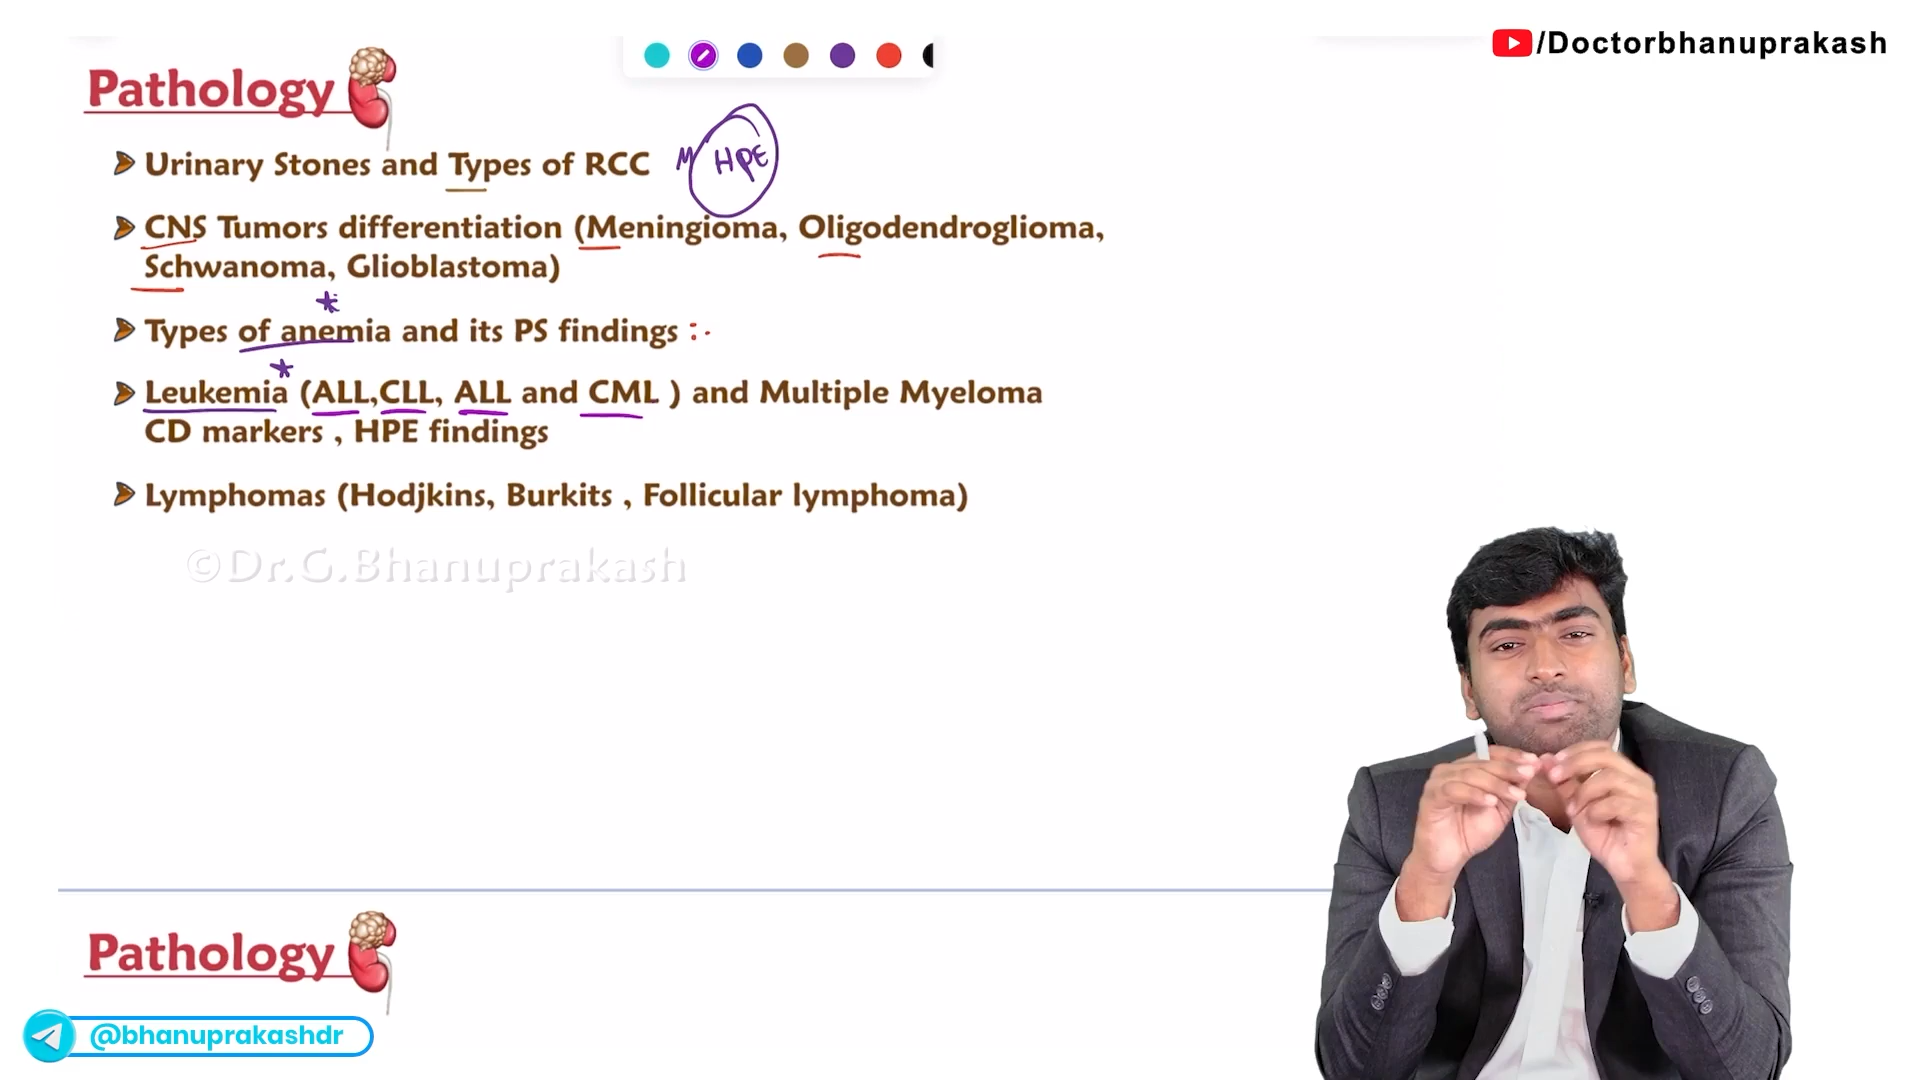 /Doctorbhanuprakash
Pathology
Urinary Stones and Types of RCC M HPE
CNS Tumors differentiation (Meningioma, Oligodendroglioma,
Schwanoma, Glioblastoma)
Types of anemia and its PS findings :.
Leukemia (ALL,CLL, ALL and CML ) and Multiple Myeloma
CD markers , HPE findings
Lymphomas (Hodjkins, Burkits , Follicular lymphoma)
©Dr.G.Bhanuprakash
Pathology
@bhanuprakashdr